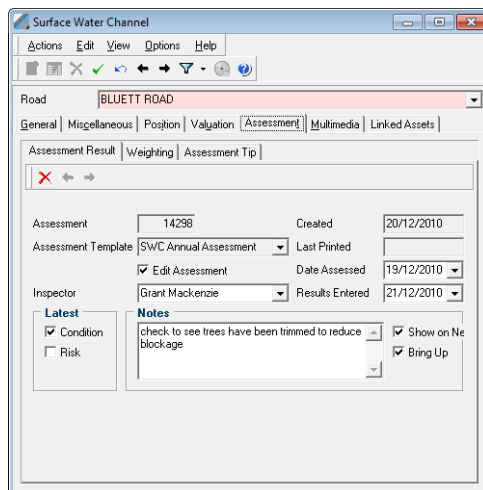 Surface Water Channel
Actions Edit View Options Help
Road BLUETT ROAD
General Miscellaneous Position Valuation Assessment Multimedia Linked Assets
Assessment Result Weighting Assessment Tip
Assessment 14298 Created 20/12/2010
Assessment Template SWC Annual Assessment Last Printed
Edit Assessment Date Assessed 19/12/2010
Inspector Grant Mackenzie Results Entered 21/12/2010
Latest Notes
Condition check to see trees have been trimmed to reduce Show on Ne
blockage
Risk Bring Up